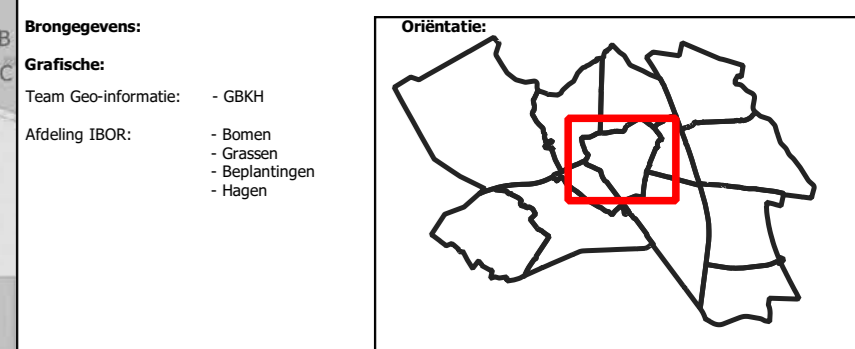 B
C
Brongegevens:
Grafische:
Team Geo-informatie: - GBKH
Afdeling IBOR: - Bomen
- Grassen
- Beplantingen
- Hagen
Oriëntatie: